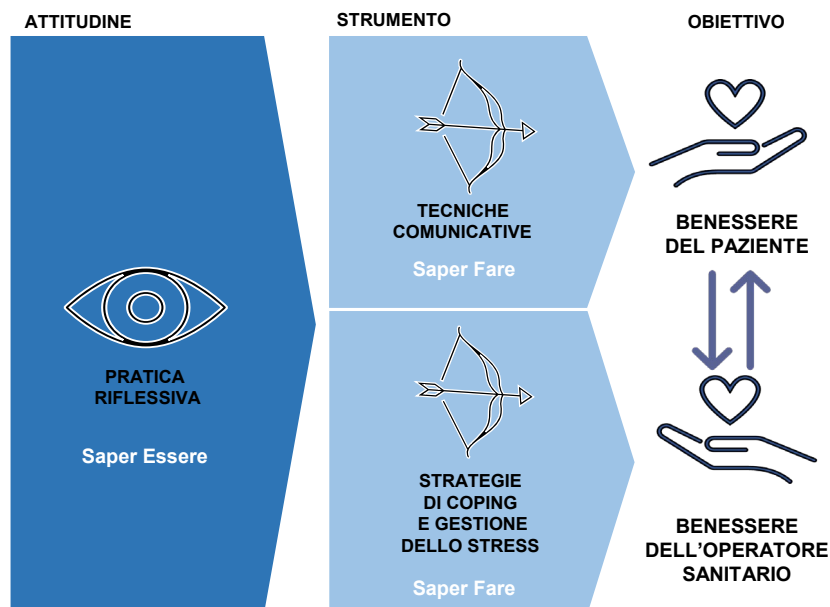 ATTITUDINE
PRATICA
RIFLESSIVA
Saper Essere
STRUMENTO
TECNICHE
COMUNICATIVE
Saper Fare
STRATEGIE
DI COPING
E GESTIONE
DELLO STRESS
Saper Fare
OBIETTIVO
BENESSERE
DEL PAZIENTE
BENESSERE
DELL’OPERATORE
SANITARIO